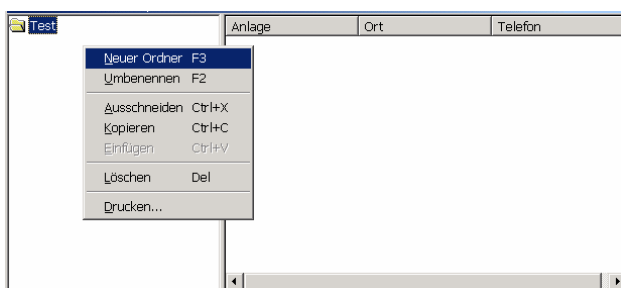 Test
Anlage Ort Telefon
Neuer Ordner F3
Umbenennen F2
Ausschneiden Ctrl+X
Kopieren Ctrl+C
Einfügen Ctrl+V
Löschen Del
Drucken...